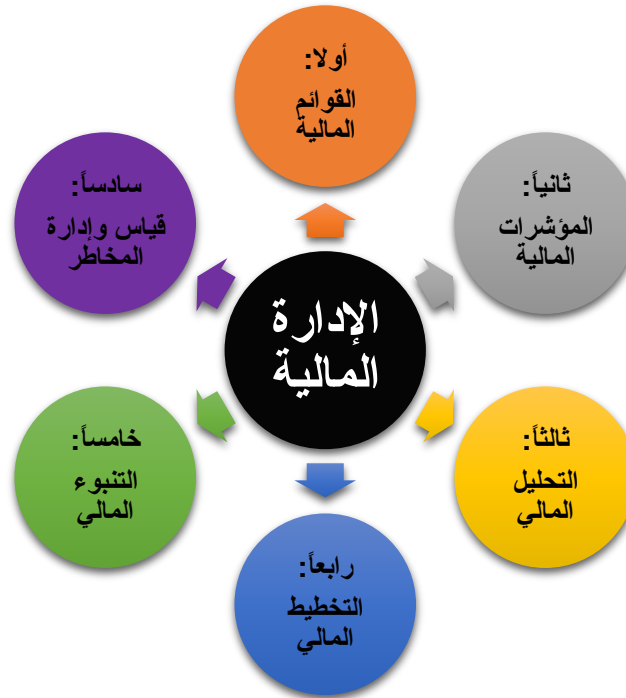 الإدارة
المالية
أولا:
القوائم
المالية
ثانياً:
المؤشرات
المالية
ثالثاً:
التحليل
المالي
رابعاً:
التخطيط
المالي
خامساً:
التنبوء
المالي
سادساً:
قياس وإدارة
المخاطر